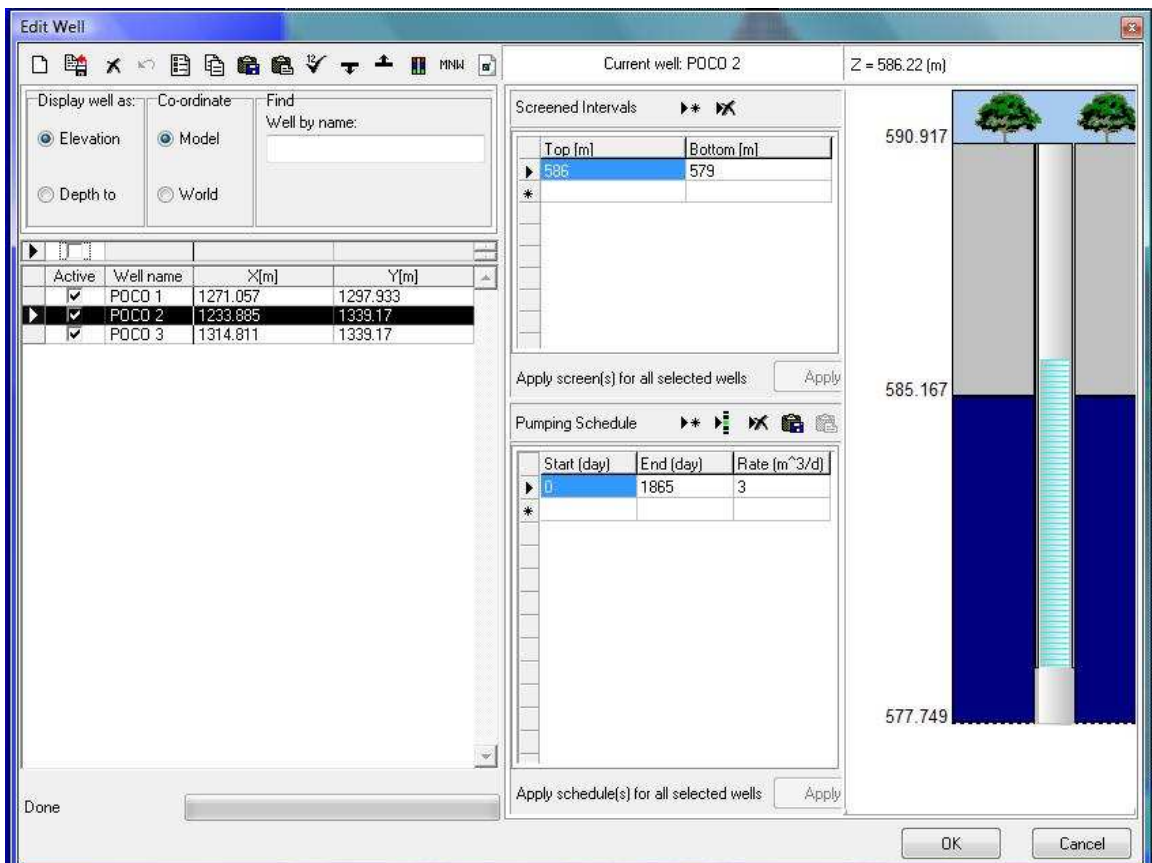 Edit Well
MNW
Current well: POCO 2
Z = 586.22 (m)
Display well as:
Elevation
Depth to
Co-ordinate
Model
World
Find
Well by name:
Active Well name X[m] Y[m]
POCO 1 1271.057 1297.933
POCO 2 1233.885 1339.17
POCO 3 1314.811 1339.17
Done
Screened Intervals
Top [m] Bottom [m]
586 579
*
Apply screen(s) for all selected wells Apply
Pumping Schedule
Start (day) End (day) Rate (m^3/d)
0 1865 3
*
Apply schedule(s) for all selected wells Apply
590.917
585.167
577.749
OK Cancel